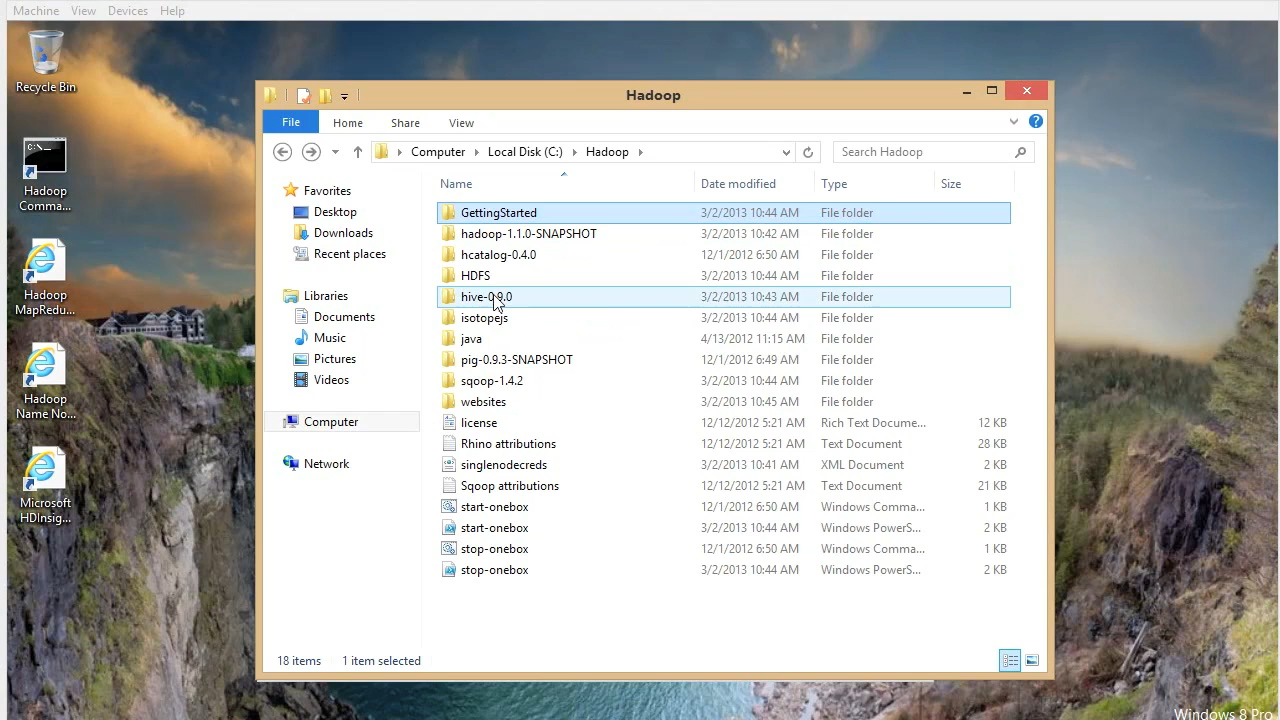 Machine View Devices Help
Recycle Bin
Hadoop
Comma...
Hadoop
MapRedu...
Hadoop
Name No...
Microsoft
HDInsig...
Hadoop
File Home Share View
Computer Local Disk (C:) Hadoop Search Hadoop
Favorites
Desktop
Downloads
Recent places
Libraries
Documents
Music
Pictures
Videos
Computer
Network
Name Date modified Type Size
GettingStarted 3/2/2013 10:44 AM File folder
hadoop-1.1.0-SNAPSHOT 3/2/2013 10:42 AM File folder
hcatalog-0.4.0 12/1/2012 6:50 AM File folder
HDFS 3/2/2013 10:44 AM File folder
hive-0.9.0 3/2/2013 10:43 AM File folder
isotopejs 3/2/2013 10:44 AM File folder
java 4/13/2012 11:15 AM File folder
pig-0.9.3-SNAPSHOT 12/1/2012 6:49 AM File folder
sqoop-1.4.2 3/2/2013 10:44 AM File folder
websites 3/2/2013 10:45 AM File folder
license 12/12/2012 5:21 AM Rich Text Docume... 12 KB
Rhino attributions 12/12/2012 5:21 AM Text Document 28 KB
singlenodecreds 3/2/2013 10:41 AM XML Document 2 KB
Sqoop attributions 12/12/2012 5:21 AM Text Document 21 KB
start-onebox 12/1/2012 6:50 AM Windows Comma... 1 KB
start-onebox 3/2/2013 10:44 AM Windows PowerS... 2 KB
stop-onebox 12/1/2012 6:50 AM Windows Comma... 1 KB
stop-onebox 3/2/2013 10:44 AM Windows PowerS... 2 KB
18 items 1 item selected
Windows 8 Pro